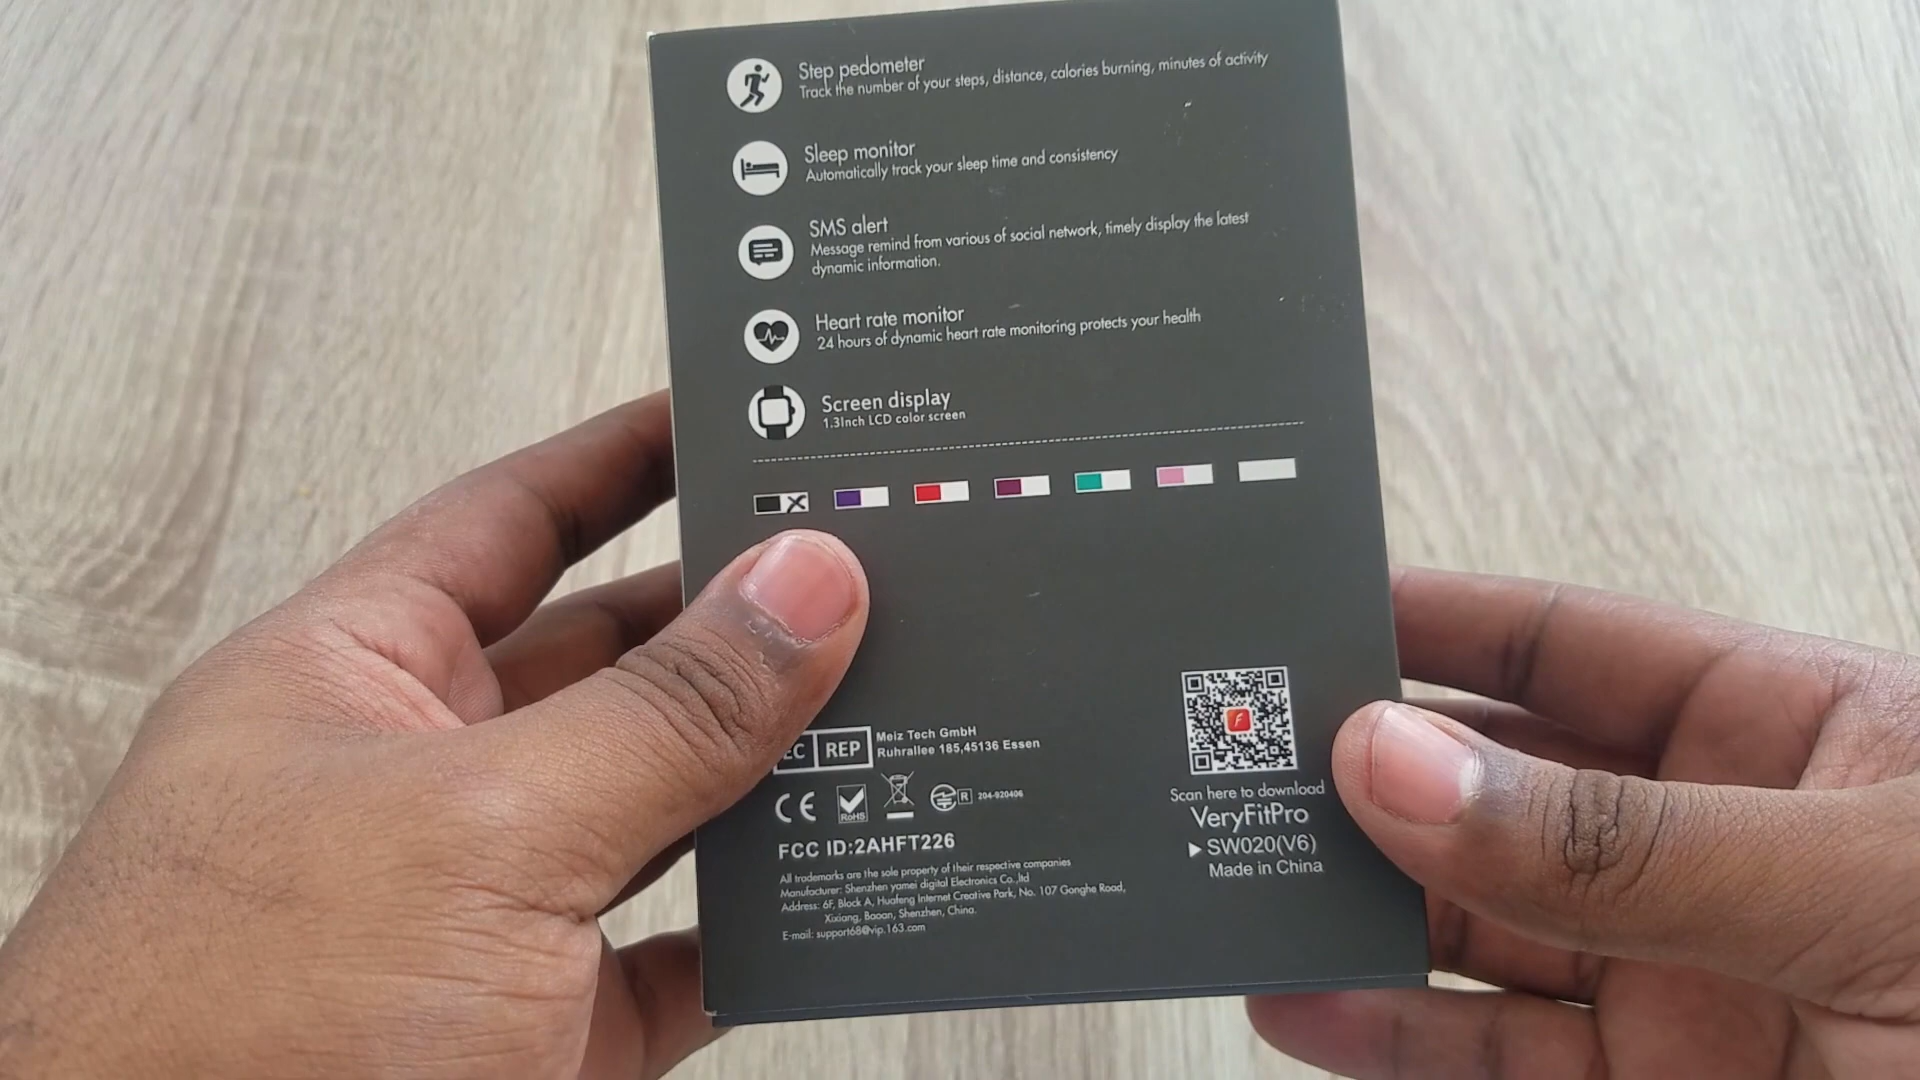 Step pedometer
Track the number of your steps, distance, calories burning, minutes of activity
Sleep monitor
Automatically track your sleep time and consistency
SMS alert
Message remind from various of social network, timely display the latest
dynamic information.
Heart rate monitor
24 hours of dynamic heart rate monitoring protects your health
Screen display
1.3Inch LCD color screen
EC REP
Meiz Tech GmbH
Ruhrallee 185,45136 Essen
CE
RoHS
R 204-920406
FCC ID:2AHFT226
All trademarks are the sole property of their respective companies
Manufacturer: Shenzhen yamei digital Electronics Co.,ltd
Address: 6F, Block A, Huafeng Internet Creative Park, No. 107 Gonghe Road,
Xixiang, Baoan, Shenzhen, China.
E-mail: support68@vip.163.com
Scan here to download
VeryFitPro
▶ SW020(V6)
Made in China